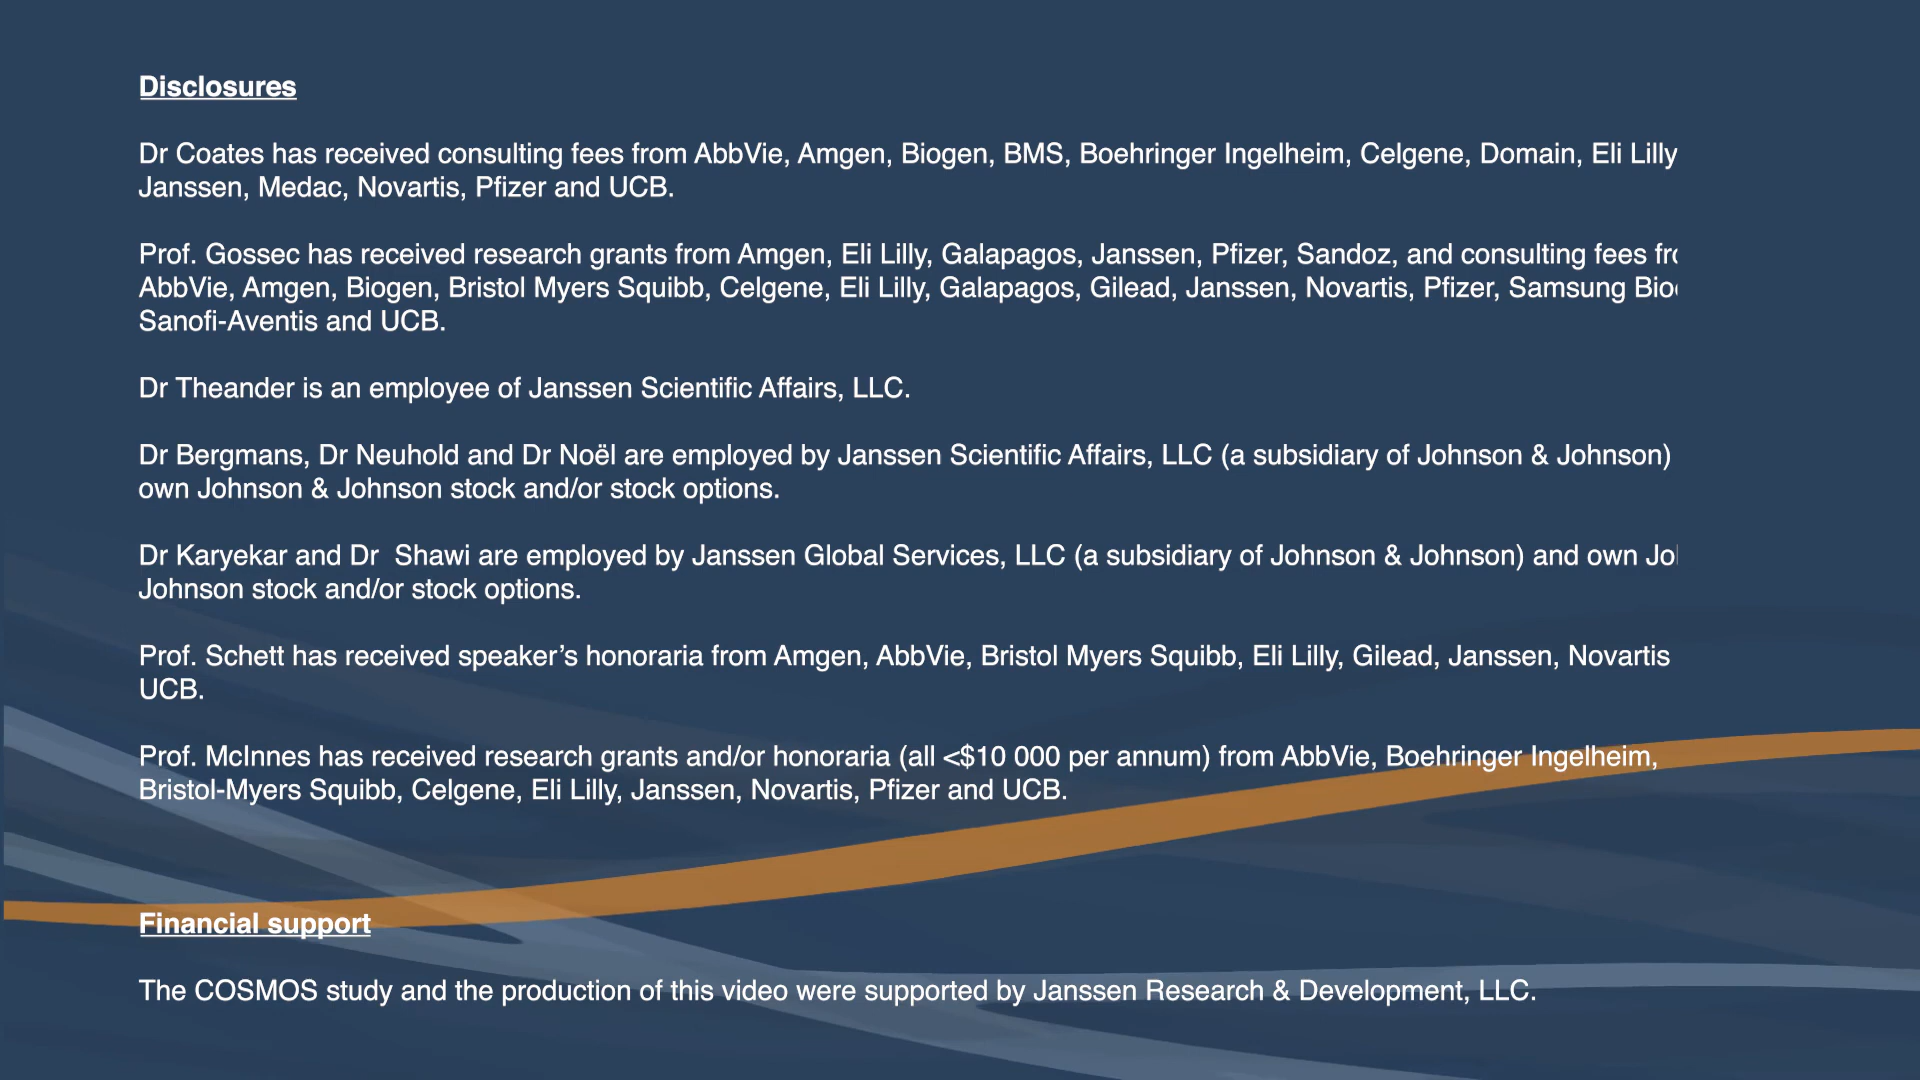 Disclosures
Dr Coates has received consulting fees from AbbVie, Amgen, Biogen, BMS, Boehringer Ingelheim, Celgene, Domain, Eli Lilly
Janssen, Medac, Novartis, Pfizer and UCB.
Prof. Gossec has received research grants from Amgen, Eli Lilly, Galapagos, Janssen, Pfizer, Sandoz, and consulting fees
AbbVie, Amgen, Biogen, Bristol Myers Squibb, Celgene, Eli Lilly, Galapagos, Gilead, Janssen, Novartis, Pfizer, Samsung
Sanofi-Aventis and UCB.
Dr Theander is an employee of Janssen Scientific Affairs, LLC.
Dr Bergmans, Dr Neuhold and Dr Noël are employed by Janssen Scientific Affairs, LLC (a subsidiary of Johnson & Johnson)
own Johnson & Johnson stock and/or stock options.
Dr Karyekar and Dr  Shawi are employed by Janssen Global Services, LLC (a subsidiary of Johnson & Johnson) and own
Johnson stock and/or stock options.
Prof. Schett has received speaker’s honoraria from Amgen, AbbVie, Bristol Myers Squibb, Eli Lilly, Gilead, Janssen, Novartis
UCB.
Prof. McInnes has received research grants and/or honoraria (all <$10 000 per annum) from AbbVie, Boehringer Ingelheim,
Bristol-Myers Squibb, Celgene, Eli Lilly, Janssen, Novartis, Pfizer and UCB.
Financial support
The COSMOS study and the production of this video were supported by Janssen Research & Development, LLC.